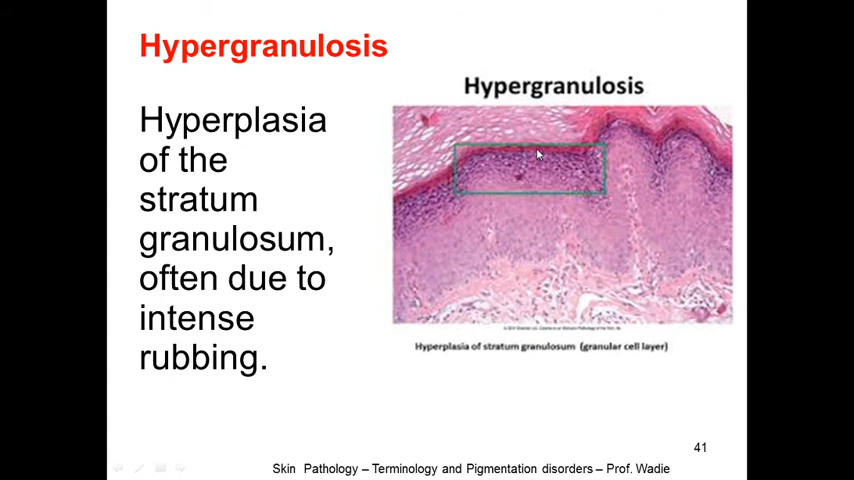 Hypergranulosis
Hyperplasia
of the
stratum
granulosum,
often due to
intense
rubbing.
Hypergranulosis
Hyperplasia of stratum granulosum (granular cell layer)
41
Skin Pathology – Terminology and Pigmentation disorders – Prof. Wadie